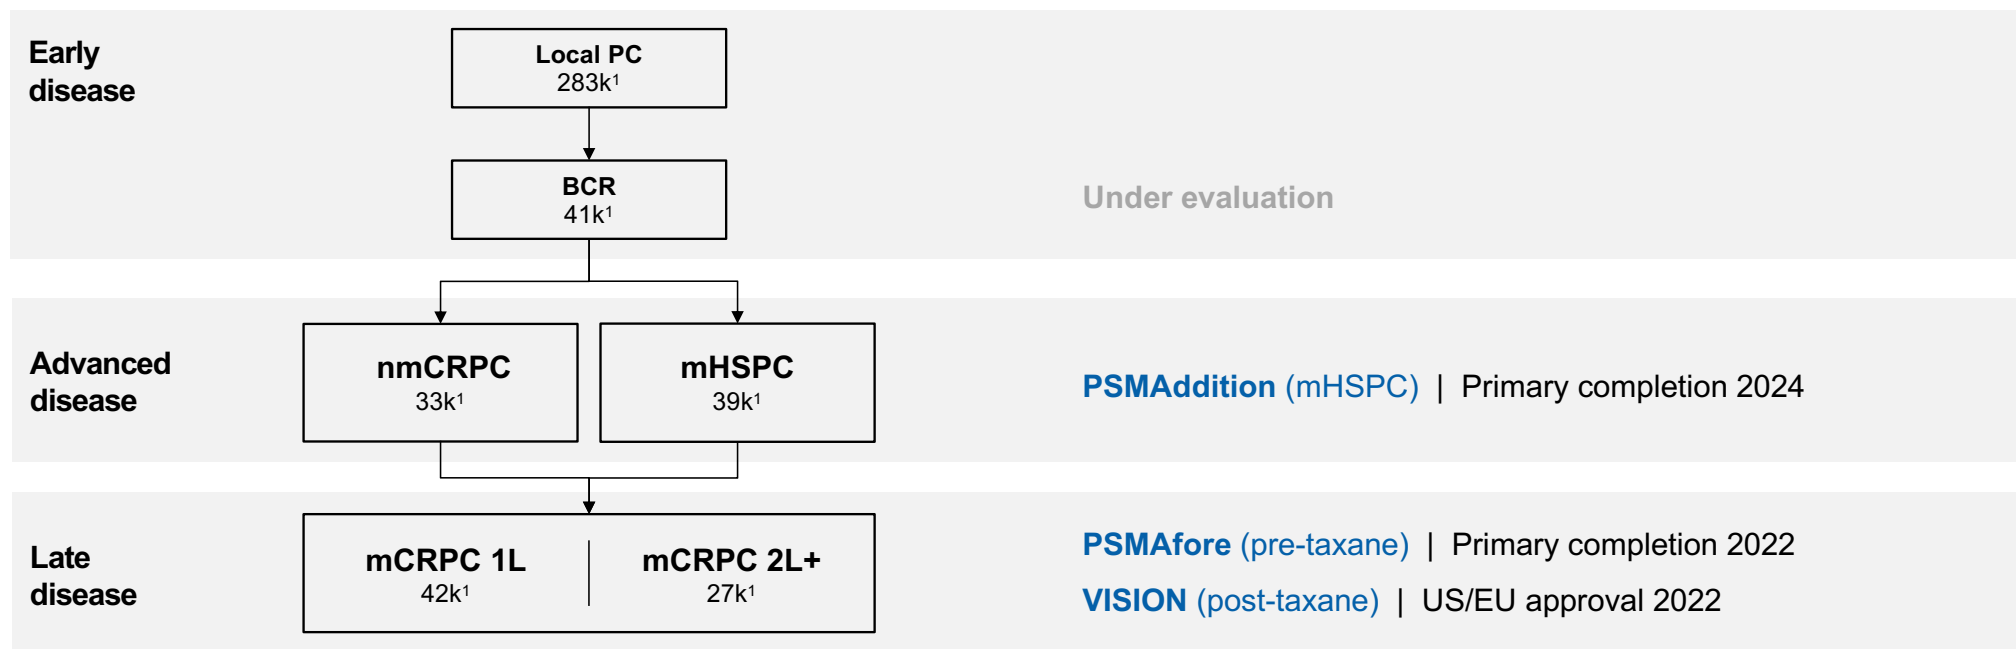 Early
disease
Local PC
283k¹
BCR
41k¹
Under evaluation
Advanced
disease
nmCRPC
33k¹
mHSPC
39k¹
PSMAddition (mHSPC) | Primary completion 2024
Late
disease
mCRPC 1L
42k¹
mCRPC 2L+
27k¹
PSMAfore (pre-taxane) | Primary completion 2022
VISION (post-taxane) | US/EU approval 2022